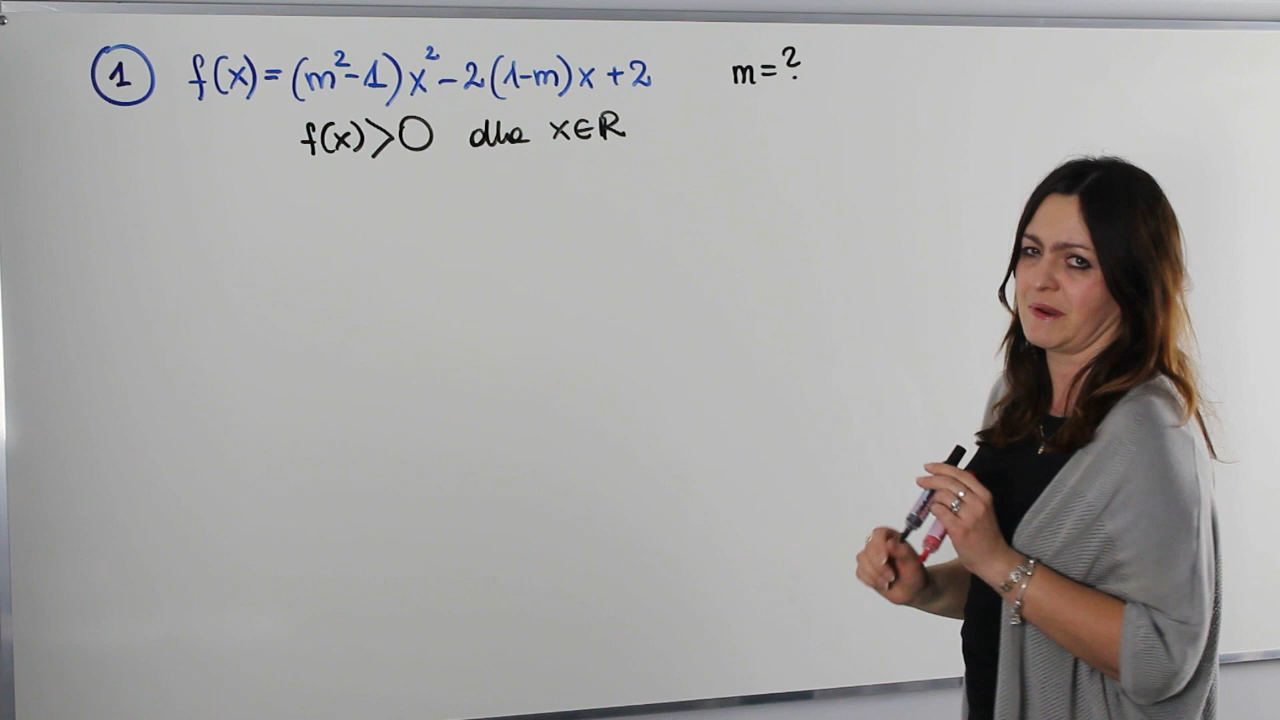 ① f(x)=(m²-1)x²-2(1-m)x+2 m=?
f(x)>0 dla x∈R